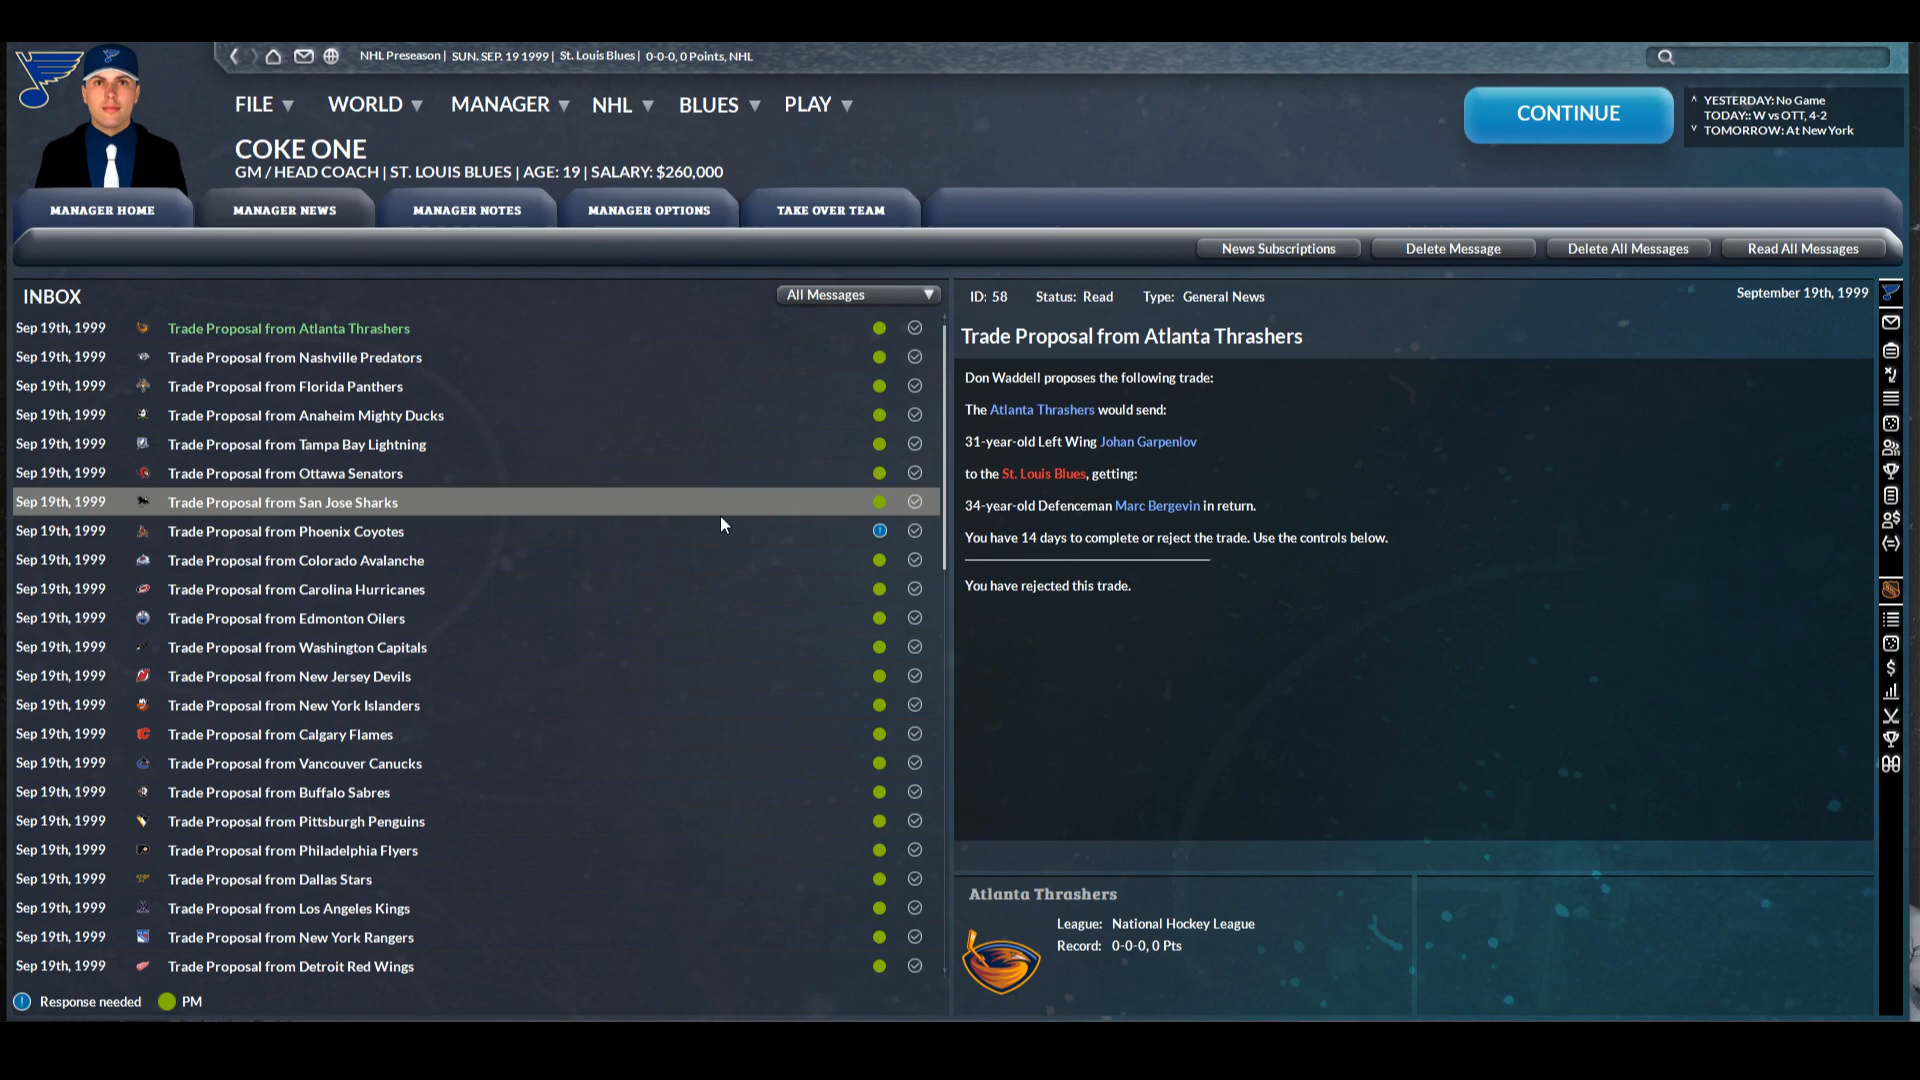 NHL Preseason | SUN. SEP. 19 1999 | St. Louis Blues | 0-0-0, 0 Points, NHL
FILE WORLD MANAGER NHL BLUES PLAY
CONTINUE
YESTERDAY: No Game
TODAY:: W vs OTT, 4-2
TOMORROW: At New York
COKE ONE
GM / HEAD COACH | ST. LOUIS BLUES | AGE: 19 | SALARY: $260,000
MANAGER HOME MANAGER NEWS MANAGER NOTES MANAGER OPTIONS TAKE OVER TEAM
News Subscriptions Delete Message Delete All Messages Read All Messages
INBOX All Messages
Sep 19th, 1999 Trade Proposal from Atlanta Thrashers
Sep 19th, 1999 Trade Proposal from Nashville Predators
Sep 19th, 1999 Trade Proposal from Florida Panthers
Sep 19th, 1999 Trade Proposal from Anaheim Mighty Ducks
Sep 19th, 1999 Trade Proposal from Tampa Bay Lightning
Sep 19th, 1999 Trade Proposal from Ottawa Senators
Sep 19th, 1999 Trade Proposal from San Jose Sharks
Sep 19th, 1999 Trade Proposal from Phoenix Coyotes
Sep 19th, 1999 Trade Proposal from Colorado Avalanche
Sep 19th, 1999 Trade Proposal from Carolina Hurricanes
Sep 19th, 1999 Trade Proposal from Edmonton Oilers
Sep 19th, 1999 Trade Proposal from Washington Capitals
Sep 19th, 1999 Trade Proposal from New Jersey Devils
Sep 19th, 1999 Trade Proposal from New York Islanders
Sep 19th, 1999 Trade Proposal from Calgary Flames
Sep 19th, 1999 Trade Proposal from Vancouver Canucks
Sep 19th, 1999 Trade Proposal from Buffalo Sabres
Sep 19th, 1999 Trade Proposal from Pittsburgh Penguins
Sep 19th, 1999 Trade Proposal from Philadelphia Flyers
Sep 19th, 1999 Trade Proposal from Dallas Stars
Sep 19th, 1999 Trade Proposal from Los Angeles Kings
Sep 19th, 1999 Trade Proposal from New York Rangers
Sep 19th, 1999 Trade Proposal from Detroit Red Wings
Response needed PM
ID: 58 Status: Read Type: General News September 19th, 1999
Trade Proposal from Atlanta Thrashers
Don Waddell proposes the following trade:
The Atlanta Thrashers would send:
31-year-old Left Wing Johan Garpenlov
to the St. Louis Blues, getting:
34-year-old Defenceman Marc Bergevin in return.
You have 14 days to complete or reject the trade. Use the controls below.
You have rejected this trade.
Atlanta Thrashers
League: National Hockey League
Record: 0-0-0, 0 Pts